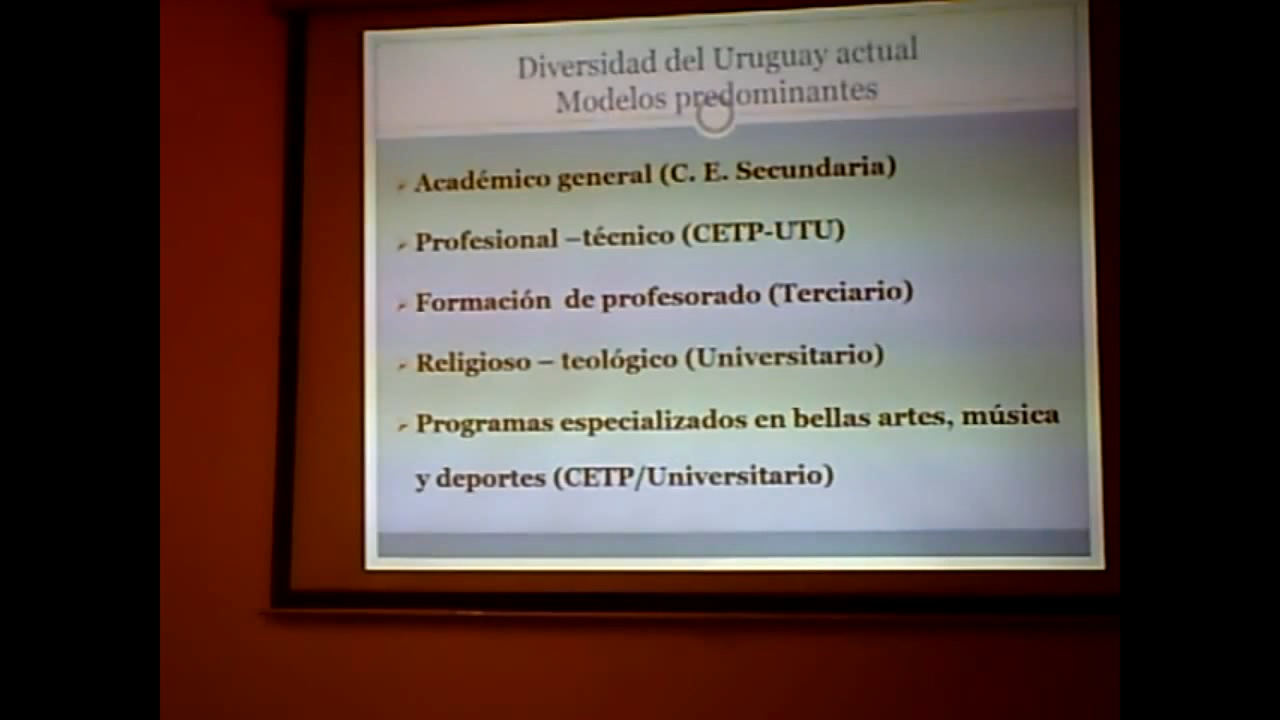 Diversidad del Uruguay actual
Modelos predominantes
Académico general (C. E. Secundaria)
Profesional –técnico (CETP-UTU)
Formación de profesorado (Terciario)
Religioso – teológico (Universitario)
Programas especializados en bellas artes, música
y deportes (CETP/Universitario)